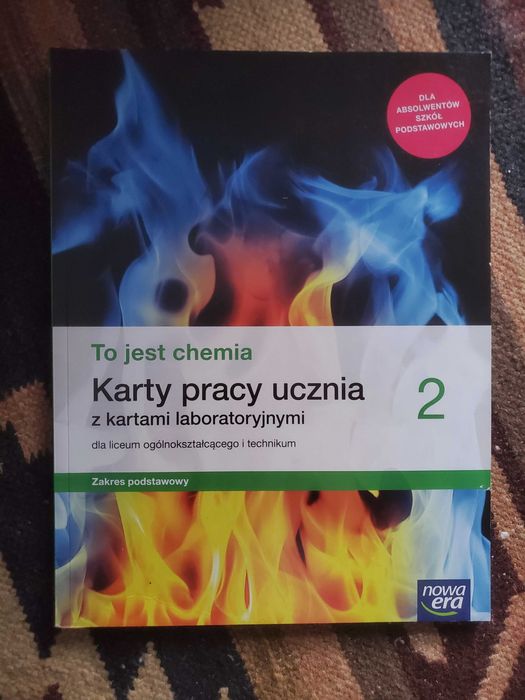 DLA
ABSOLWENTÓW
SZKÓŁ
PODSTAWOWYCH
To jest chemia
Karty pracy ucznia
z kartami laboratoryjnymi
2
dla liceum ogólnokształcącego i technikum
Zakres podstawowy
nowa
era